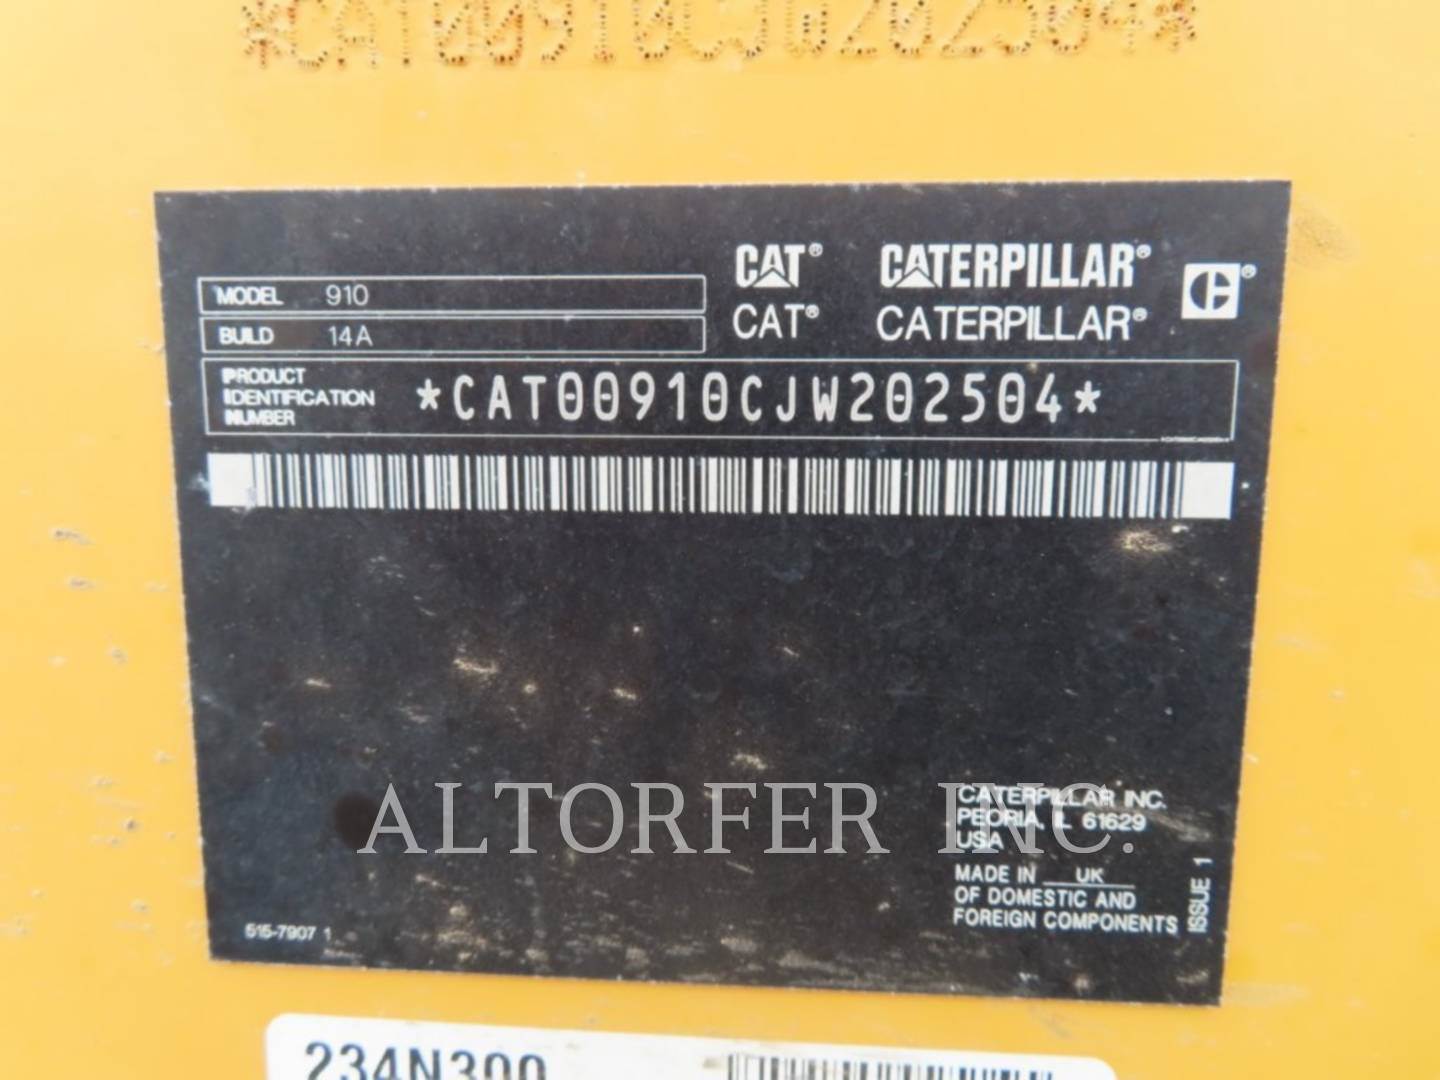 *CAT00910CJW202504*
CAT® CATERPILLAR®
MODEL 910
CAT® CATERPILLAR®
BUILD 14A
PRODUCT IDENTIFICATION NUMBER
*CAT00910CJW202504*
ALTORFER INC.
CATERPILLAR INC.
PEORIA, IL 61629
USA
MADE IN UK
OF DOMESTIC AND
FOREIGN COMPONENTS
ISSUE 1
515-7907 1
234N300